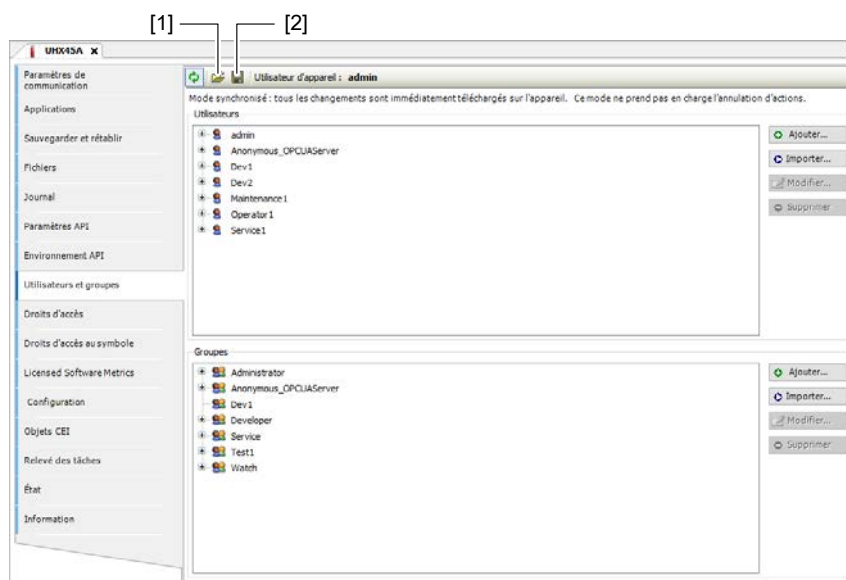 [1] [2]
UHX45A X
Paramètres de
communication
Applications
Sauvegarder et rétablir
Fichiers
Journal
Paramètres API
Environnement API
Utilisateurs et groupes
Droits d'accès
Droits d'accès au symbole
Licensed Software Metrics
Configuration
Objets CEI
Relevé des tâches
État
Information
Utilisateur d'appareil : admin
Mode synchronisé : tous les changements sont immédiatement téléchargés sur l'appareil. Ce mode ne prend pas en charge l'annulation d'actions.
Utilisateurs
admin
Anonymous_OPCUAServer
Dev1
Dev2
Maintenance1
Operator1
Service1
Ajouter...
Importer...
Modifier...
Supprimer
Groupes
Administrator
Anonymous_OPCUAServer
Dev1
Developer
Service
Test1
Watch
Ajouter...
Importer...
Modifier...
Supprimer